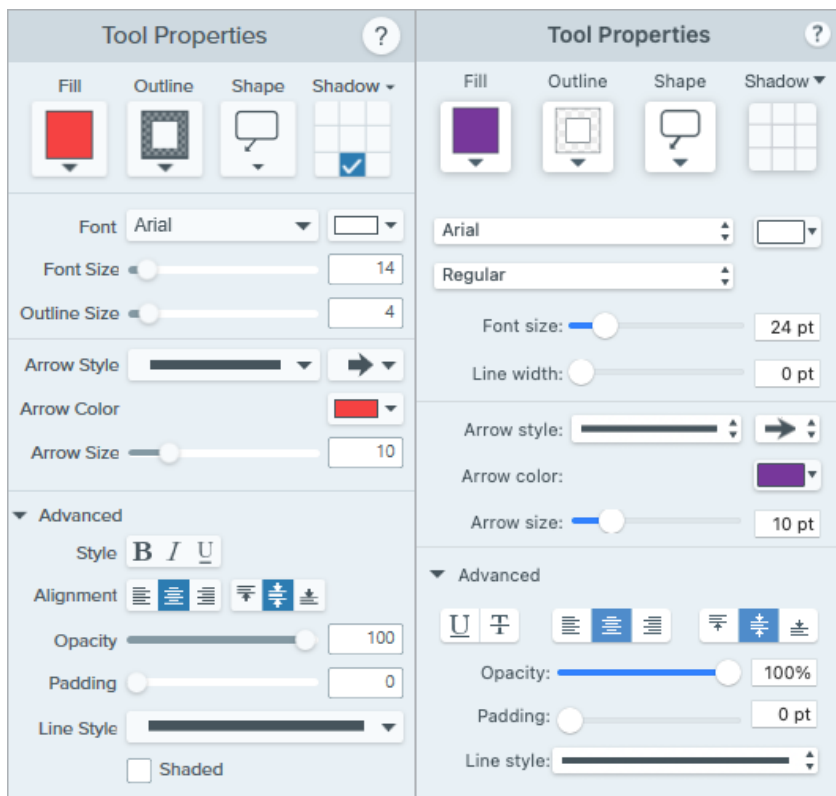 Tool Properties ?
Fill Outline Shape Shadow
Font Arial
Font Size 14
Outline Size 4
Arrow Style
Arrow Color
Arrow Size 10
Advanced
Style B I U
Alignment
Opacity 100
Padding 0
Line Style
Shaded
Tool Properties ?
Fill Outline Shape Shadow
Arial
Regular
Font size: 24 pt
Line width: 0 pt
Arrow style:
Arrow color:
Arrow size: 10 pt
Advanced
U T
Opacity: 100%
Padding: 0 pt
Line style: